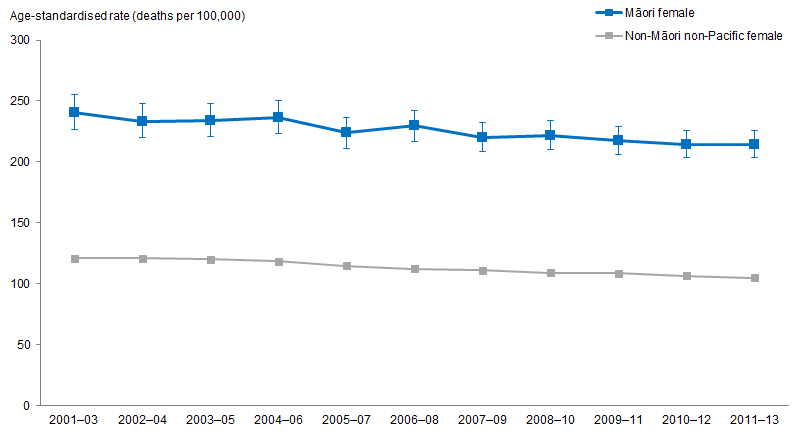 Age-standardised rate (deaths per 100,000)
Māori female
Non-Māori non-Pacific female
300
250
200
150
100
50
0
2001–03 2002–04 2003–05 2004–06 2005–07 2006–08 2007–09 2008–10 2009–11 2010–12 2011–13